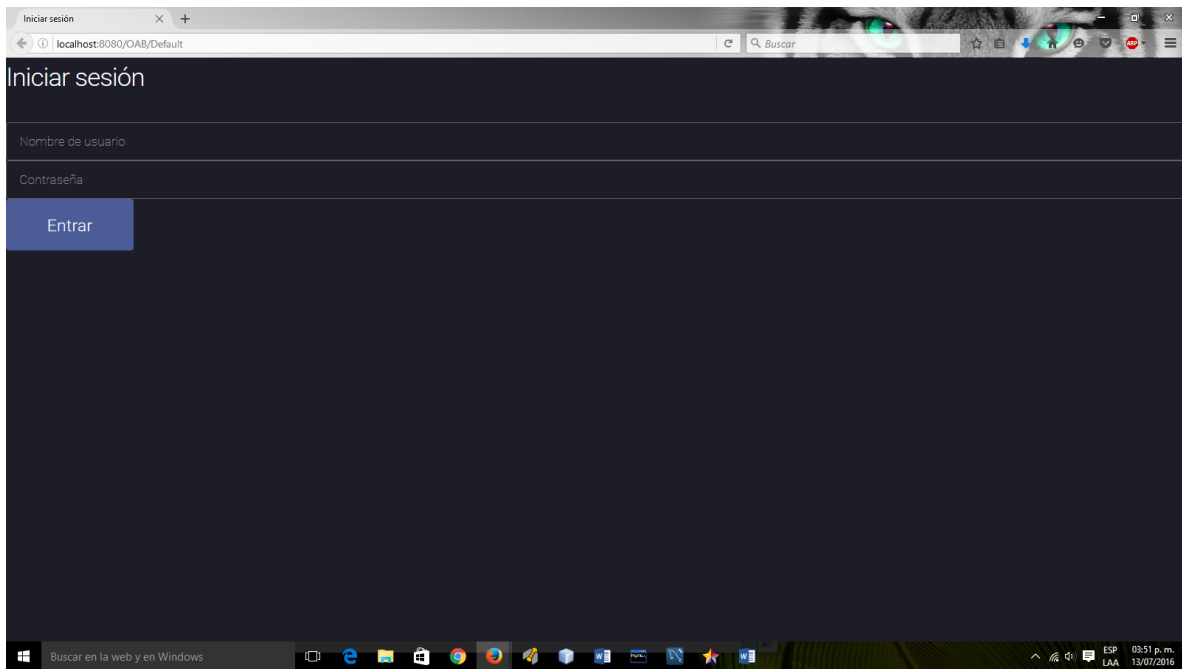 Iniciar sesión
localhost:8080/OAB/Default
Buscar
ABP
Iniciar sesión
Nombre de usuario
Contraseña
Entrar
Buscar en la web y en Windows
ESP
LAA
03:51 p. m.
13/07/2016